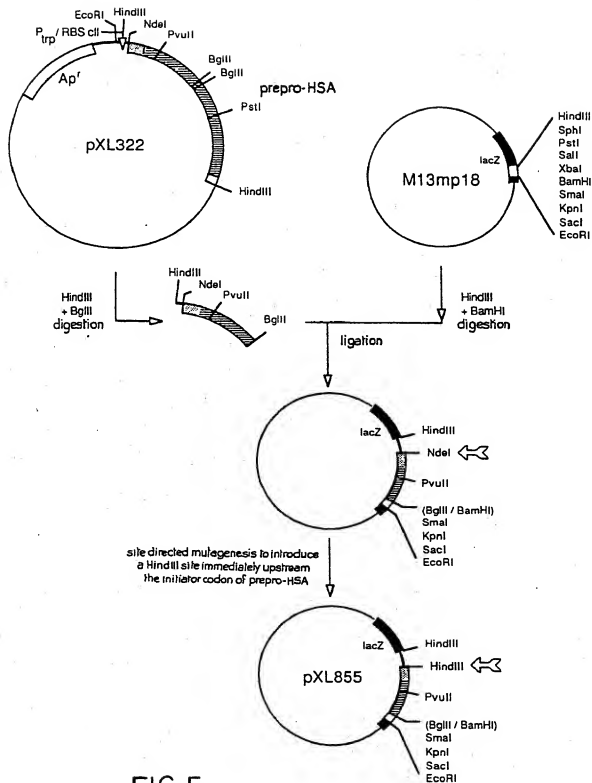 EcoRI
HindIII
NdeI
Ptrp/ RBS cII
PvuII
BglII
BglII
prepro-HSA
PstI
Apr
pXL322
HindIII
lacZ
M13mp18
HindIII
SphI
PstI
SalI
XbaI
BamHI
SmaI
KpnI
SacI
EcoRI
HindIII
+ BglII
digestion
HindIII
NdeI
PvuII
BglII
HindIII
+ BamHI
digestion
ligation
lacZ
HindIII
NdeI
PvuII
(BglII / BamHI)
SmaI
KpnI
SacI
EcoRI
site directed mutagenesis to introduce
a HindIII site immediately upstream
the initiator codon of prepro-HSA
pXL855
lacZ
HindIII
HindIII
PvuII
(BglII / BamHI)
SmaI
KpnI
SacI
EcoRI